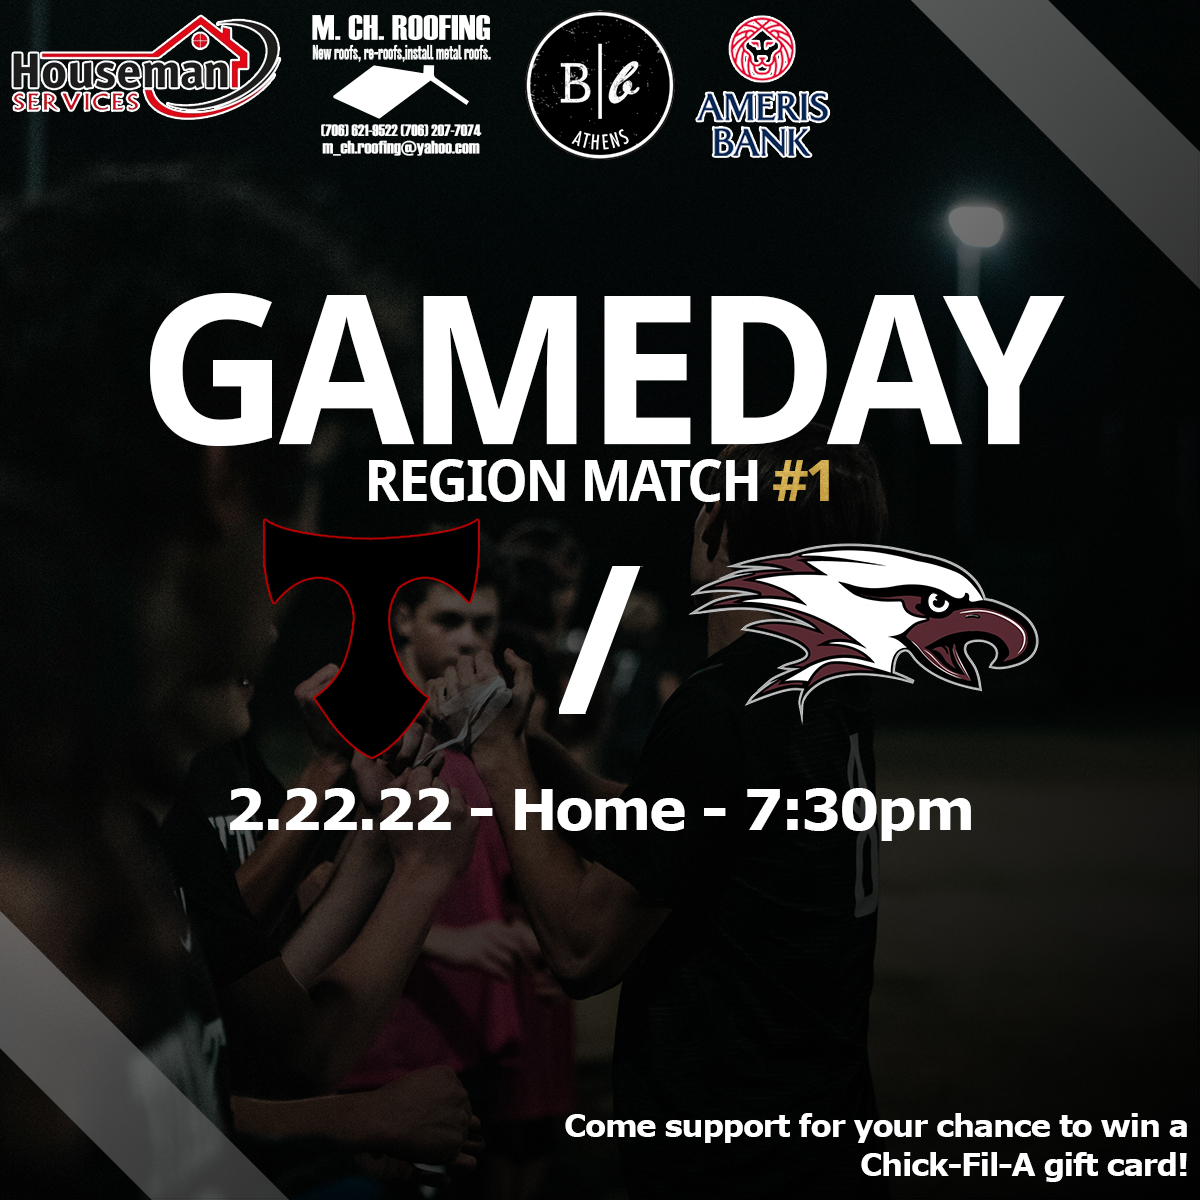 Houseman
SERVICES
M. CH. ROOFING
New roofs, re-roofs,install metal roofs.
(706) 621-9522 (706) 207-7074
m_ch.roofing@yahoo.com
B|b
ATHENS
AMERIS
BANK
GAMEDAY
REGION MATCH #1
T / 
2.22.22 - Home - 7:30pm
Come support for your chance to win a
Chick-Fil-A gift card!